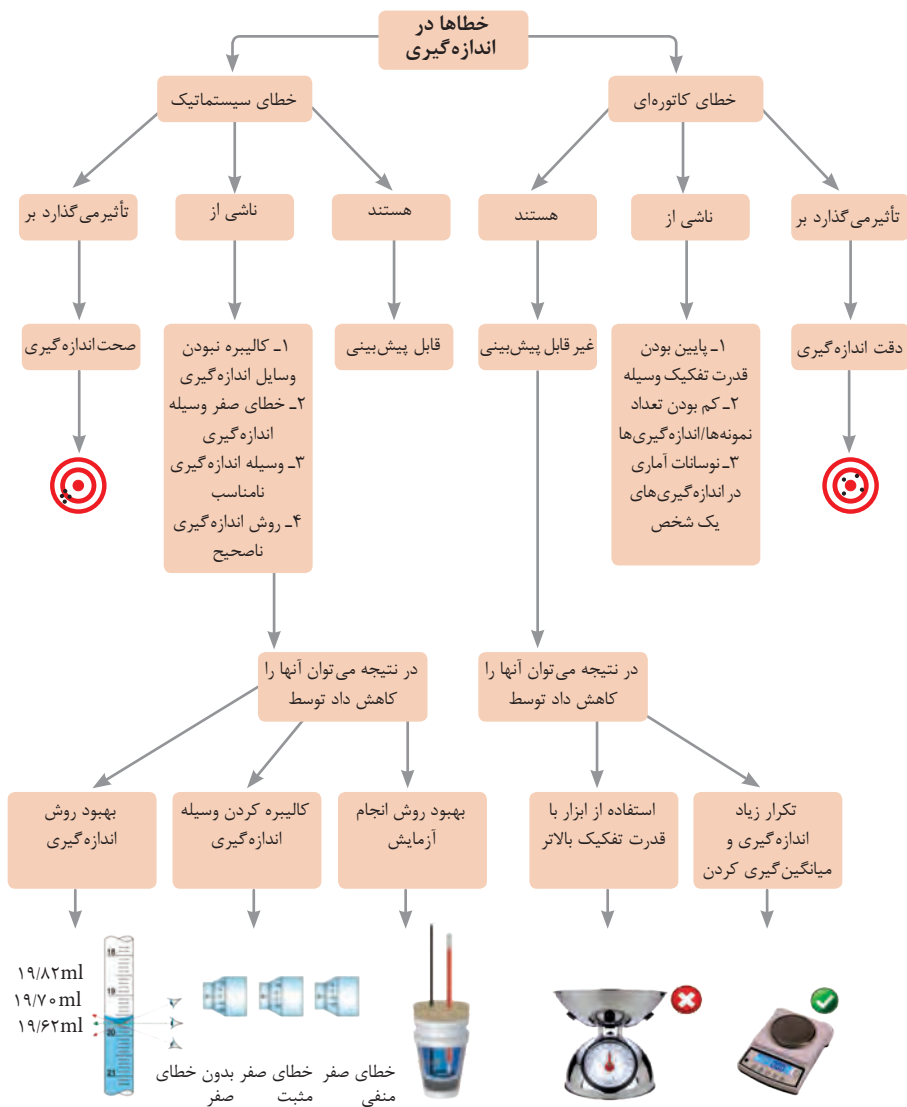 خطاها در
اندازه‌گیری
خطای کاتوره‌ای
خطای سیستماتیک
تأثیرمی‌گذارد بر
ناشی از
هستند
هستند
ناشی از
تأثیرمی‌گذارد بر
دقت اندازه‌گیری
۱ـ پایین بودن
قدرت تفکیک وسیله
۲ـ کم بودن تعداد
نمونه‌ها/اندازه‌گیری‌ها
۳ـ نوسانات آماری
در اندازه‌گیری‌های
یک شخص
غیر قابل پیش‌بینی
قابل پیش‌بینی
۱ـ کالیبره نبودن
وسایل اندازه‌گیری
۲ـ خطای صفر وسیله
اندازه‌گیری
۳ـ وسیله اندازه‌گیری
نامناسب
۴ـ روش اندازه‌گیری
ناصحیح
صحت اندازه‌گیری
در نتیجه می‌توان آنها را
کاهش داد توسط
در نتیجه می‌توان آنها را
کاهش داد توسط
تکرار زیاد
اندازه‌گیری و
میانگین‌گیری کردن
استفاده از ابزار با
قدرت تفکیک بالاتر
بهبود روش انجام
آزمایش
کالیبره کردن وسیله
اندازه‌گیری
بهبود روش
اندازه‌گیری
خطای صفر
منفی
خطای صفر
مثبت
بدون خطای
صفر
18
19
20
21
۱۹/۸۲ml
۱۹/۷۰ml
۱۹/۶۲ml